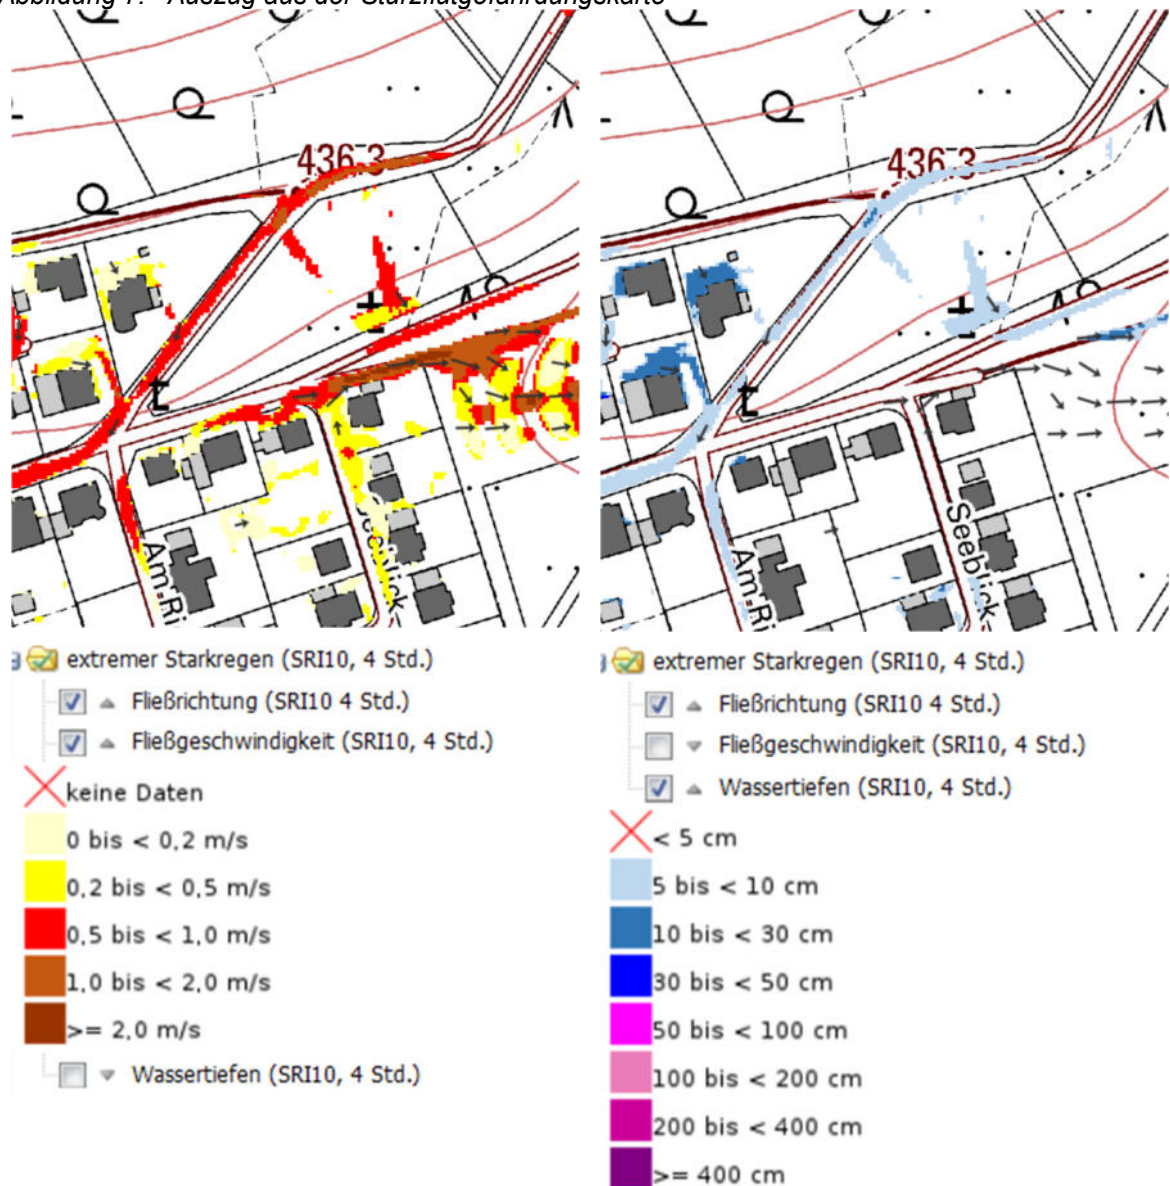 Abbildung 7: Auszug aus der Sturzflutgefährdungskarte
436.3
Am Ri
436.3
Am Ri
Seebrick
extremer Starkregen (SRI10, 4 Std.)
Fließrichtung (SRI10 4 Std.)
Fließgeschwindigkeit (SRI10, 4 Std.)
keine Daten
0 bis < 0,2 m/s
0,2 bis < 0,5 m/s
0,5 bis < 1,0 m/s
1,0 bis < 2,0 m/s
>= 2,0 m/s
Wassertiefen (SRI10, 4 Std.)
extremer Starkregen (SRI10, 4 Std.)
Fließrichtung (SRI10 4 Std.)
Fließgeschwindigkeit (SRI10, 4 Std.)
Wassertiefen (SRI10, 4 Std.)
< 5 cm
5 bis < 10 cm
10 bis < 30 cm
30 bis < 50 cm
50 bis < 100 cm
100 bis < 200 cm
200 bis < 400 cm
>= 400 cm